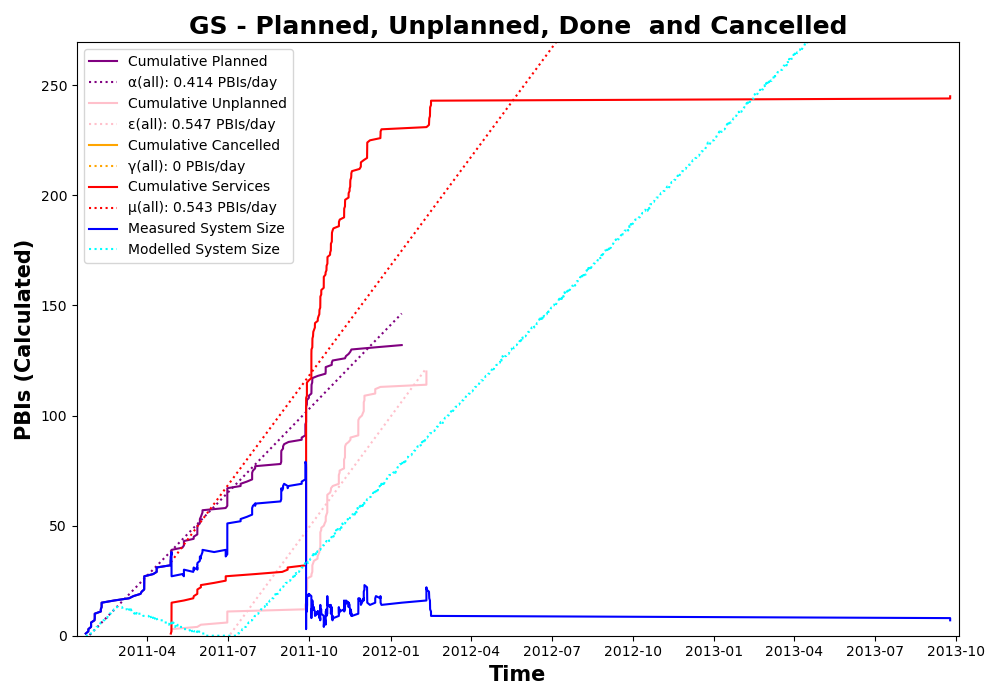 GS - Planned, Unplanned, Done  and Cancelled
Cumulative Planned
α(all): 0.414 PBIs/day
Cumulative Unplanned
ε(all): 0.547 PBIs/day
Cumulative Cancelled
γ(all): 0 PBIs/day
Cumulative Services
μ(all): 0.543 PBIs/day
Measured System Size
Modelled System Size
PBIs (Calculated)
250
200
150
100
50
0
2011-04 2011-07 2011-10 2012-01 2012-04 2012-07 2012-10 2013-01 2013-04 2013-07 2013-10
Time